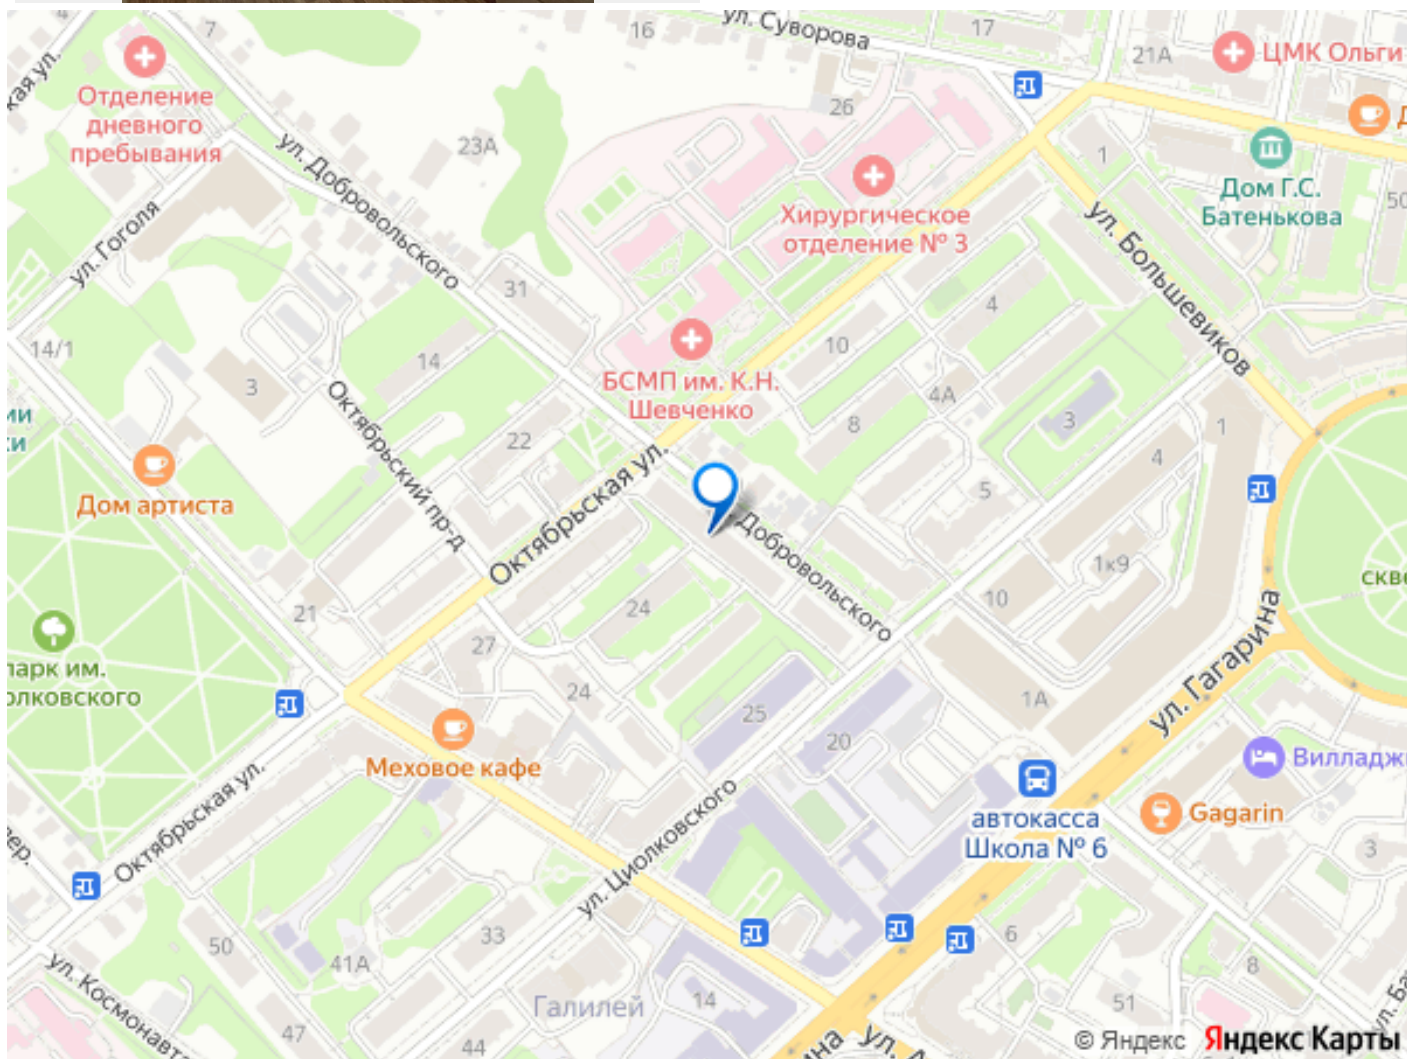 7
16
ул. Суворова
17
21А
ЦМК Ольги
Отделение
дневного
пребывания
ул. Добровольского
23А
26
1
Дом Г.С.
Батенькова
50
Хирургическое
отделение № 3
ул. Гоголя
31
4
ул. Большевиков
14/1
14
3
10
БСМП им. К.Н.
Шевченко
4А
8
3
1
Октябрьский пр-д
22
Октябрьская ул.
4
5
Дом артиста
Добровольского
1к9
10
24
21
27
парк им.
24
25
1А
ул. Гагарина
20
Меховое кафе
Октябрьская ул.
ул. Циолковского
автокасса
Школа № 6
Gagarin
3
50
41А
33
6
8
ул. Космонавт
Галилей
14
51
47
44
© Яндекс Яндекс Карты